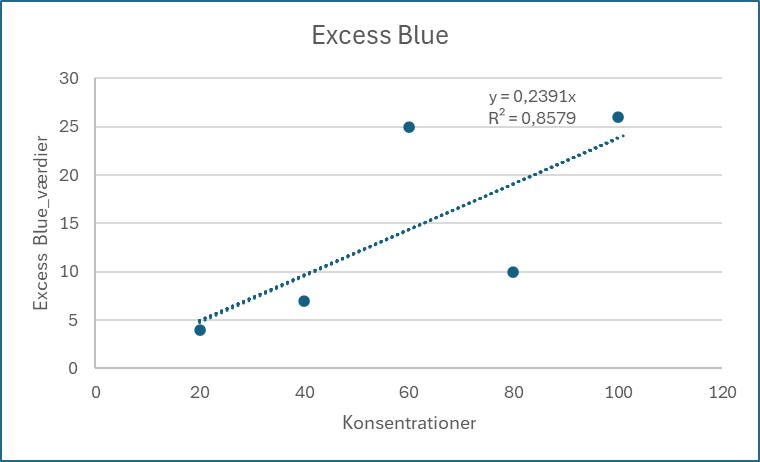 Excess Blue
y = 0,2391x
R² = 0,8579
Excess Blue_værdier
30
25
20
15
10
5
0
0 20 40 60 80 100 120
Konsentrationer